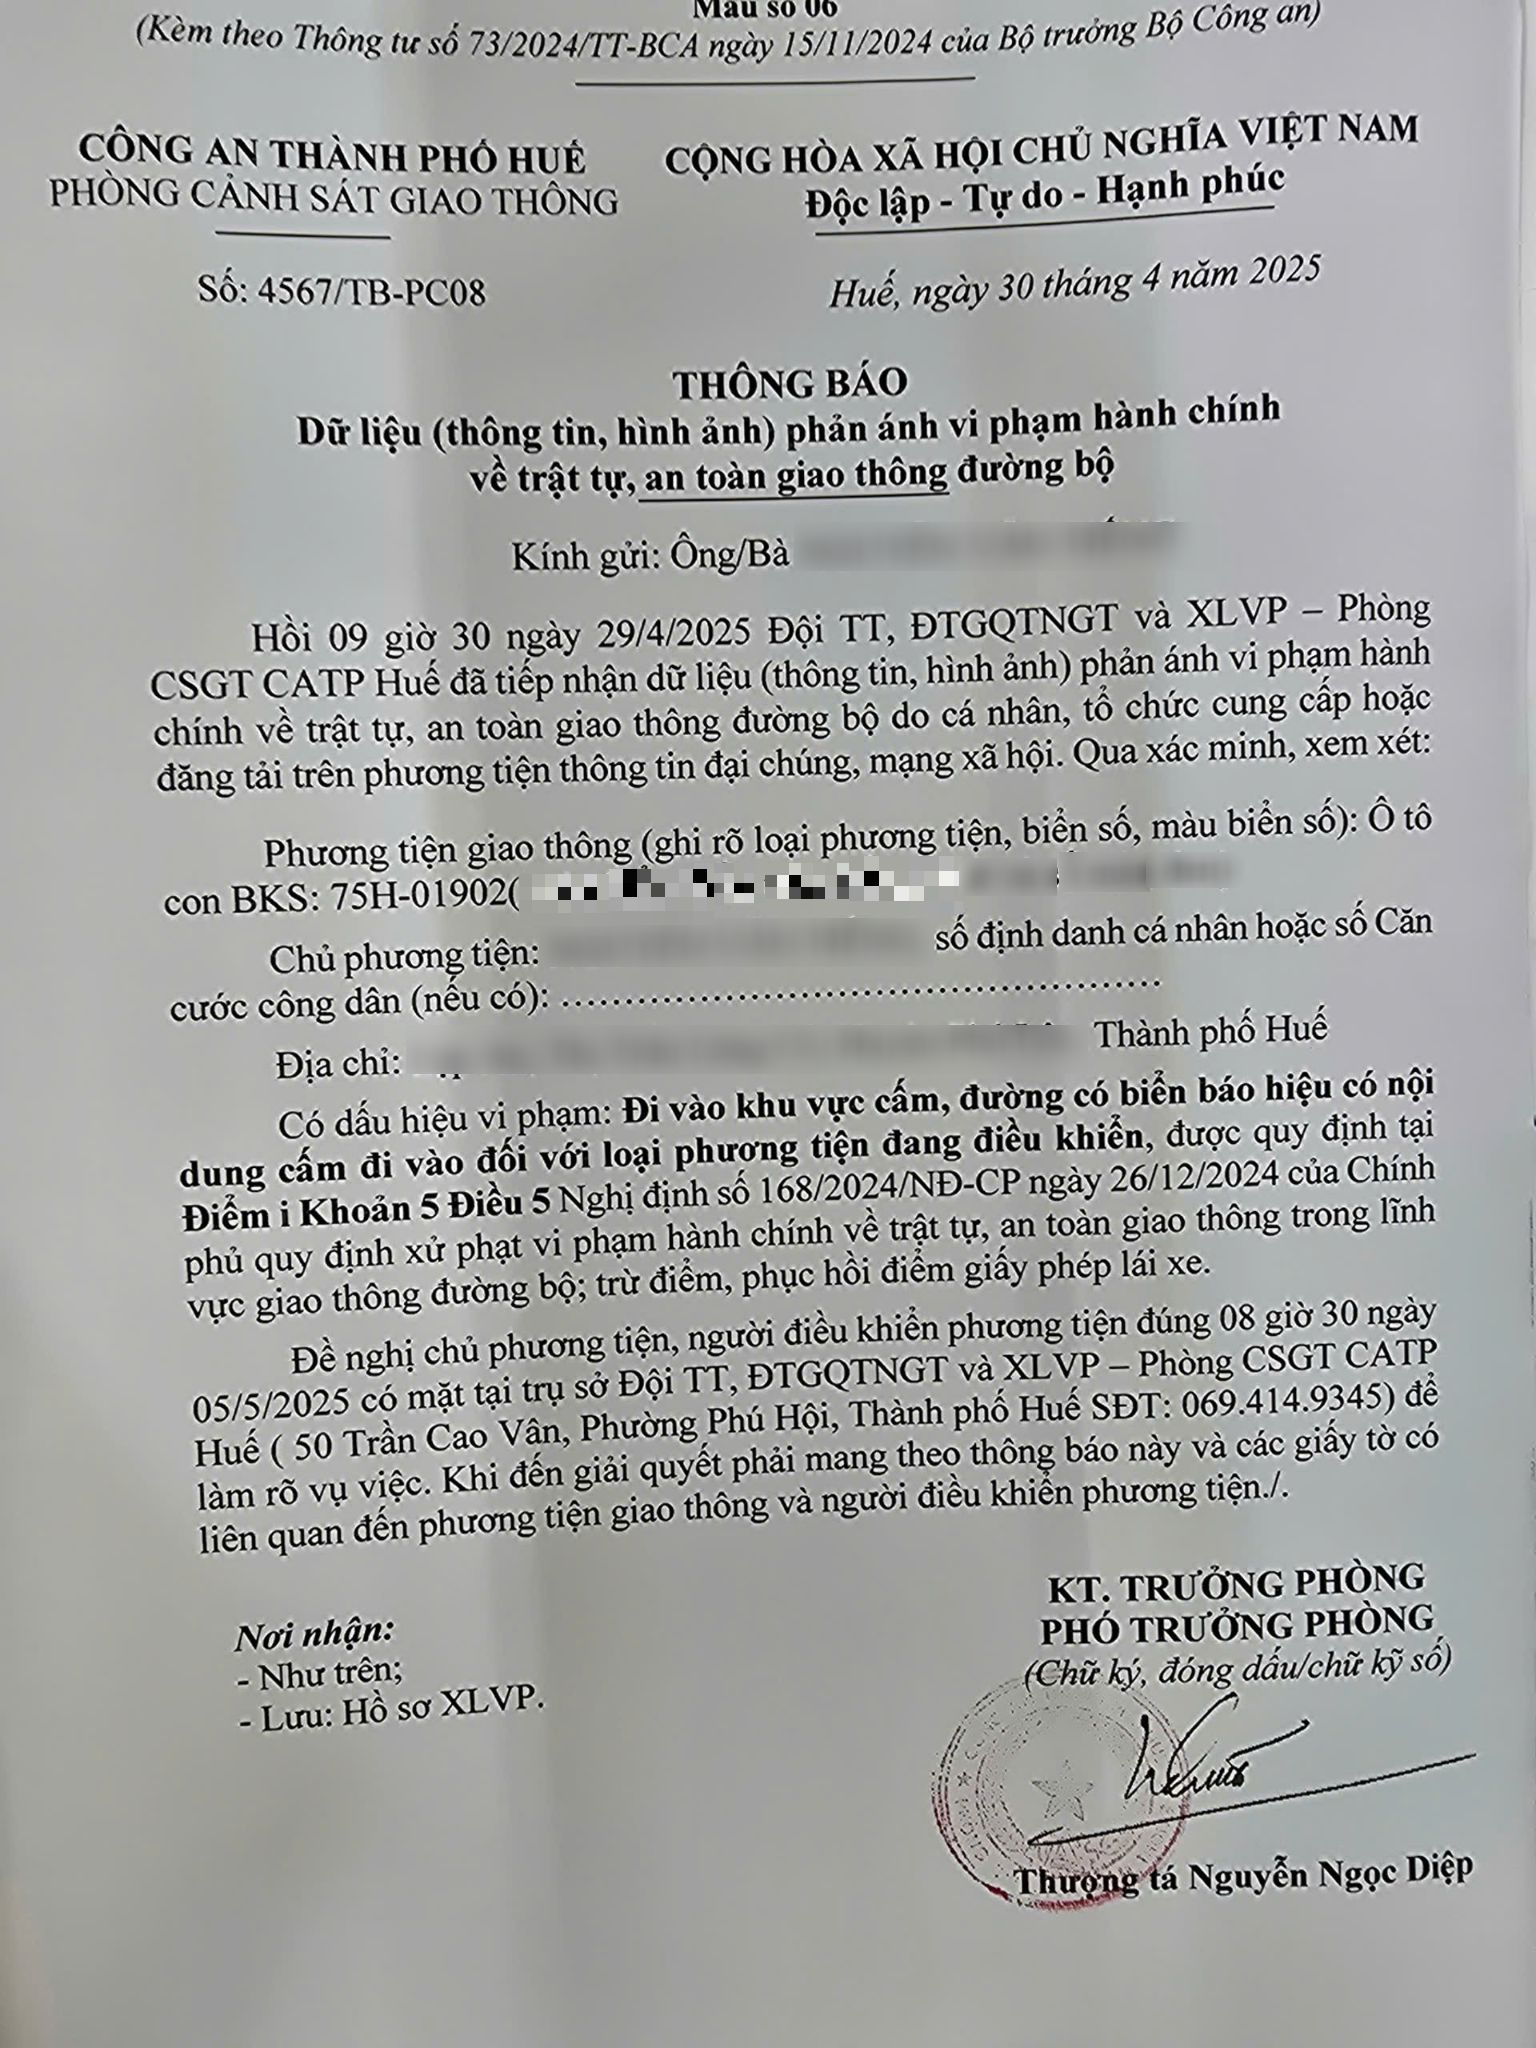 Mẫu số 06
(Kèm theo Thông tư số 73/2024/TT-BCA ngày 15/11/2024 của Bộ trưởng Bộ Công an)
CÔNG AN THÀNH PHỐ HUẾ
PHÒNG CẢNH SÁT GIAO THÔNG
CỘNG HÒA XÃ HỘI CHỦ NGHĨA VIỆT NAM
Độc lập - Tự do - Hạnh phúc
Số: 4567/TB-PC08
Huế, ngày 30 tháng 4 năm 2025
THÔNG BÁO
Dữ liệu (thông tin, hình ảnh) phản ánh vi phạm hành chính
về trật tự, an toàn giao thông đường bộ
Kính gửi: Ông/Bà
Hồi 09 giờ 30 ngày 29/4/2025 Đội TT, ĐTGQTNGT và XLVP – Phòng
CSGT CATP Huế đã tiếp nhận dữ liệu (thông tin, hình ảnh) phản ánh vi phạm hành
chính về trật tự, an toàn giao thông đường bộ do cá nhân, tổ chức cung cấp hoặc
đăng tải trên phương tiện thông tin đại chúng, mạng xã hội. Qua xác minh, xem xét:
Phương tiện giao thông (ghi rõ loại phương tiện, biển số, màu biển số): Ô tô
con BKS: 75H-01902(
Chủ phương tiện: số định danh cá nhân hoặc số Căn
cước công dân (nếu có): ....................................................
Địa chỉ: Thành phố Huế
Có dấu hiệu vi phạm: Đi vào khu vực cấm, đường có biển báo hiệu có nội
dung cấm đi vào đối với loại phương tiện đang điều khiển, được quy định tại
Điểm i Khoản 5 Điều 5 Nghị định số 168/2024/NĐ-CP ngày 26/12/2024 của Chính
phủ quy định xử phạt vi phạm hành chính về trật tự, an toàn giao thông trong lĩnh
vực giao thông đường bộ; trừ điểm, phục hồi điểm giấy phép lái xe.
Đề nghị chủ phương tiện, người điều khiển phương tiện đúng 08 giờ 30 ngày
05/5/2025 có mặt tại trụ sở Đội TT, ĐTGQTNGT và XLVP – Phòng CSGT CATP
Huế ( 50 Trần Cao Vân, Phường Phú Hội, Thành phố Huế SĐT: 069.414.9345) để
làm rõ vụ việc. Khi đến giải quyết phải mang theo thông báo này và các giấy tờ có
liên quan đến phương tiện giao thông và người điều khiển phương tiện./.
Nơi nhận:
- Như trên;
- Lưu: Hồ sơ XLVP.
KT. TRƯỞNG PHÒNG
PHÓ TRƯỞNG PHÒNG
(Chữ ký, đóng dấu/chữ ký số)
Thượng tá Nguyễn Ngọc Diệp